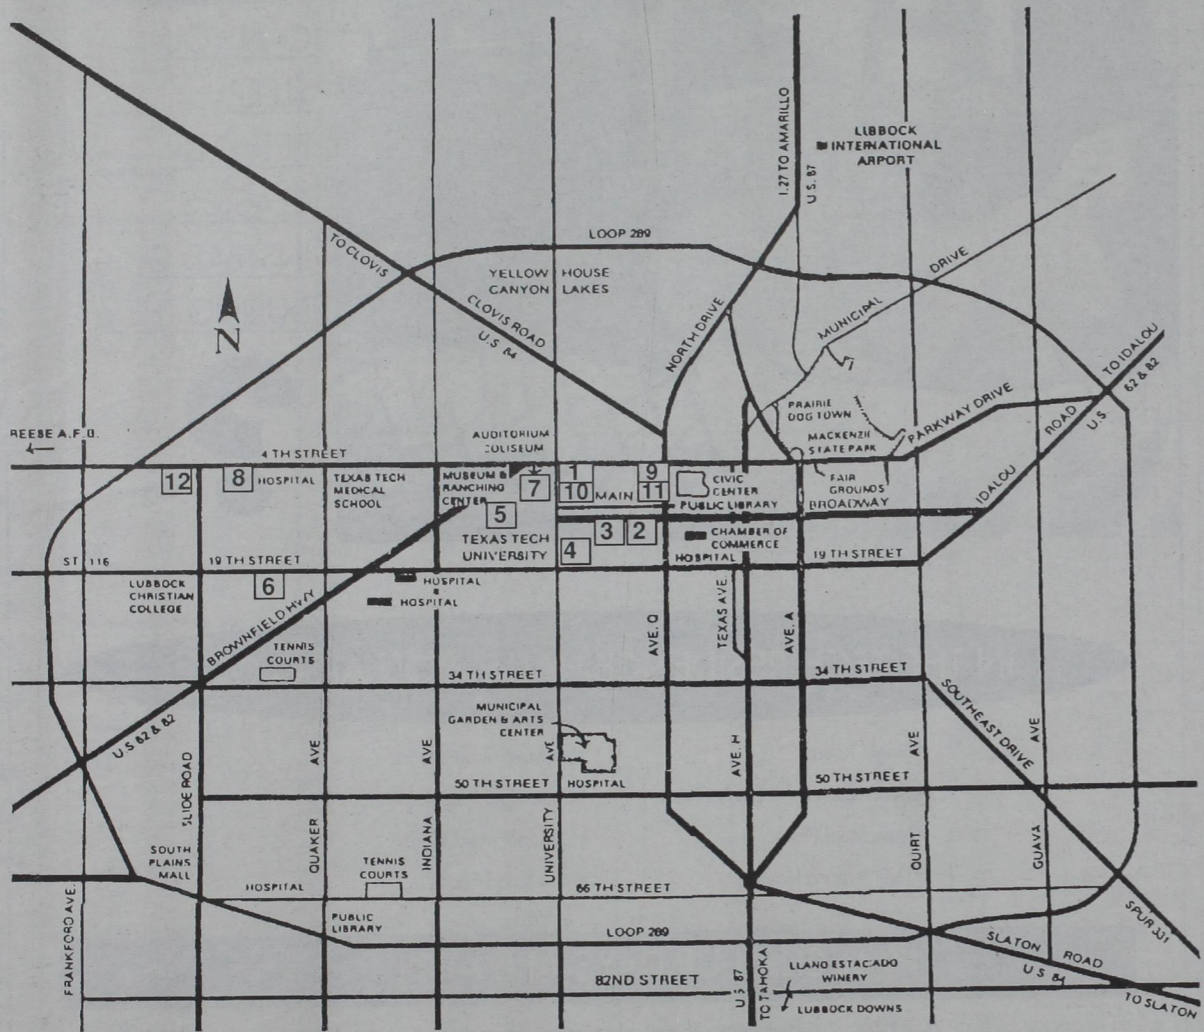 LIBBOCK
INTERNATIONAL
ARPORT
I.27 TO AMARILLO
U.S. 87
LOOP 289
TO CLOVIS
YELLOW HOUSE
CANYON LAKES
CLOVIS ROAD
U.S. 84
N
NORTH DRIVE
MUNICIPAL
DRIVE
TO IDALOU
62 & 82
U.S.
PRAIRIE
DOG TOWN
MACKENZIE
STATE PARK
PARKWAY DRIVE
IDALOU ROAD
REESE A.F.B.
4 TH STREET
AUDITORIUM
COLISEUM
12
8
HOSPITAL
TEXAS TECH
MEDICAL
SCHOOL
MUSEUM &
RANCHING
CENTER
7
1
10
MAIN
9
11
CIVIC
CENTER
PUBLIC LIBRARY
FAIR
GROUNDS
BROADWAY
5
TEXAS TECH
UNIVERSITY
3
2
4
CHAMBER OF
COMMERCE
HOSPITAL
19 TH STREET
ST 116
19 TH STREET
LUBBOCK
CHRISTIAN
COLLEGE
6
HOSPITAL
HOSPITAL
BROWNFIELD HWY
TENNIS
COURTS
AVE. Q
TEXAS AVE.
AVE. A
34 TH STREET
34 TH STREET
U.S 62 & 82
MUNICIPAL
GARDEN & ARTS
CENTER
SOUTHEAST DRIVE
SLIDE ROAD
QUAKER AVE
INDIANA AVE
UNIVERSITY AVE
AVE. H
QUIRT AVE
GUAVA AVE
50 TH STREET
HOSPITAL
50 TH STREET
SOUTH
PLAINS
MALL
HOSPITAL
TENNIS
COURTS
66 TH STREET
PUBLIC
LIBRARY
LOOP 289
SPUR 331
FRANKFORD AVE.
82ND STREET
U.S 87
TO TAHOKA
LLANO ESTACADO
WINERY
LUBBOCK DOWNS
SLATON ROAD
U.S. 84
TO SLATON